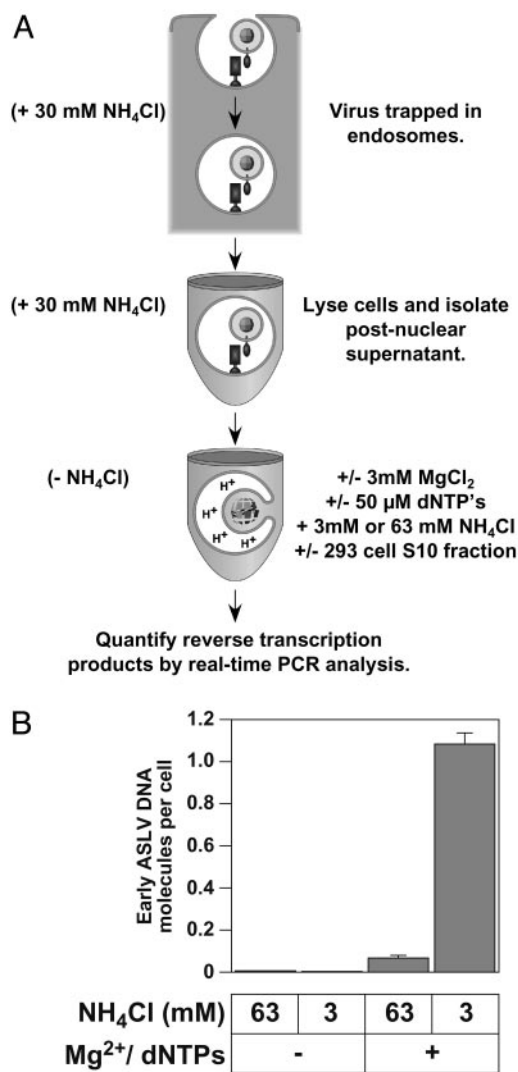 A
(+ 30 mM NH₄Cl)
Virus trapped in
endosomes.
(+ 30 mM NH₄Cl)
Lyse cells and isolate
post-nuclear
supernatant.
(- NH₄Cl)
H⁺
H⁺
H⁺
H⁺
H⁺
+/- 3mM MgCl₂
+/- 50 µM dNTP's
+ 3mM or 63 mM NH₄Cl
+/- 293 cell S10 fraction
Quantify reverse transcription
products by real-time PCR analysis.
B
Early ASLV DNA
molecules per cell
1.2
1.0
0.8
0.6
0.4
0.2
0
NH₄Cl (mM) 63 3 63 3
Mg²⁺/ dNTPs - +